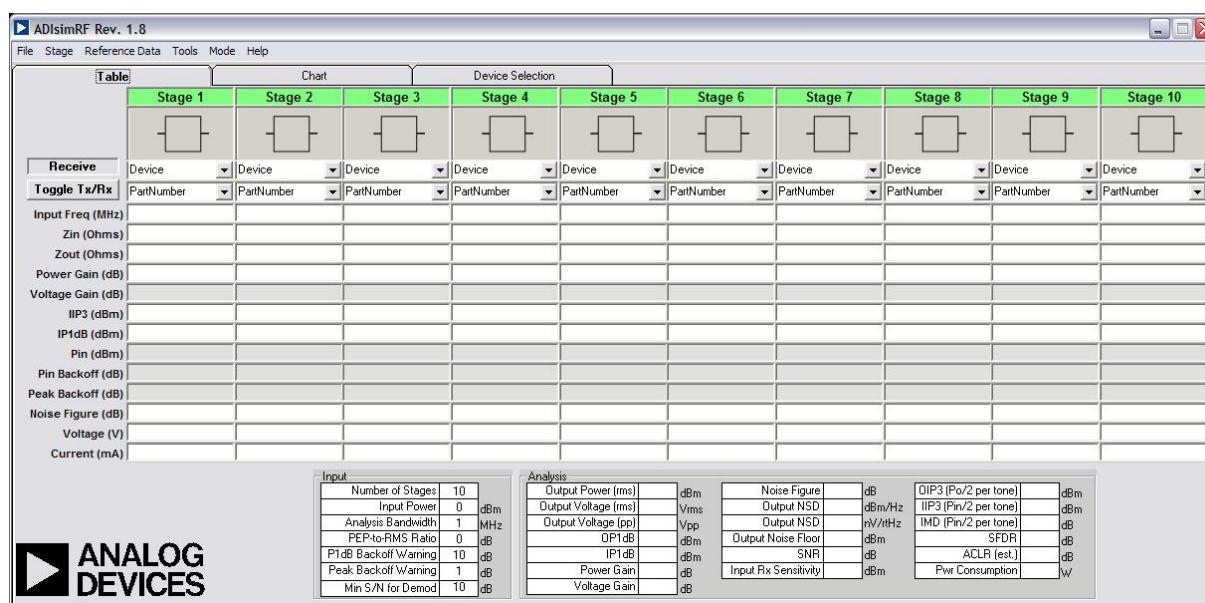 ADIsimRF Rev. 1.8
File Stage Reference Data Tools Mode Help
Table Chart Device Selection
Stage 1 Stage 2 Stage 3 Stage 4 Stage 5 Stage 6 Stage 7 Stage 8 Stage 9 Stage 10
Receive Device Device Device Device Device Device Device Device Device Device
Toggle Tx/Rx PartNumber PartNumber PartNumber PartNumber PartNumber PartNumber PartNumber PartNumber PartNumber PartNumber
Input Freq (MHz)
Zin (Ohms)
Zout (Ohms)
Power Gain (dB)
Voltage Gain (dB)
IIP3 (dBm)
IP1dB (dBm)
Pin (dBm)
Pin Backoff (dB)
Peak Backoff (dB)
Noise Figure (dB)
Voltage (V)
Current (mA)
Input
Number of Stages 10
Input Power 0 dBm
Analysis Bandwidth 1 MHz
PEP-to-RMS Ratio 0 dB
P1dB Backoff Warning 10 dB
Peak Backoff Warning 1 dB
Min S/N for Demod 10 dB
Analysis
Output Power (rms) dBm
Output Voltage (rms) Vrms
Output Voltage (pp) Vpp
OP1dB dBm
IP1dB dBm
Power Gain dB
Voltage Gain dB
Noise Figure dB
Output NSD dBm/Hz
Output NSD nV/rtHz
Output Noise Floor dBm
SNR dB
Input Rx Sensitivity dBm
OIP3 (Po/2 per tone) dBm
IIP3 (Pin/2 per tone) dBm
IMD (Pin/2 per tone) dB
SFDR dB
ACLR (est.) dB
Pwr Consumption W
ANALOG
DEVICES